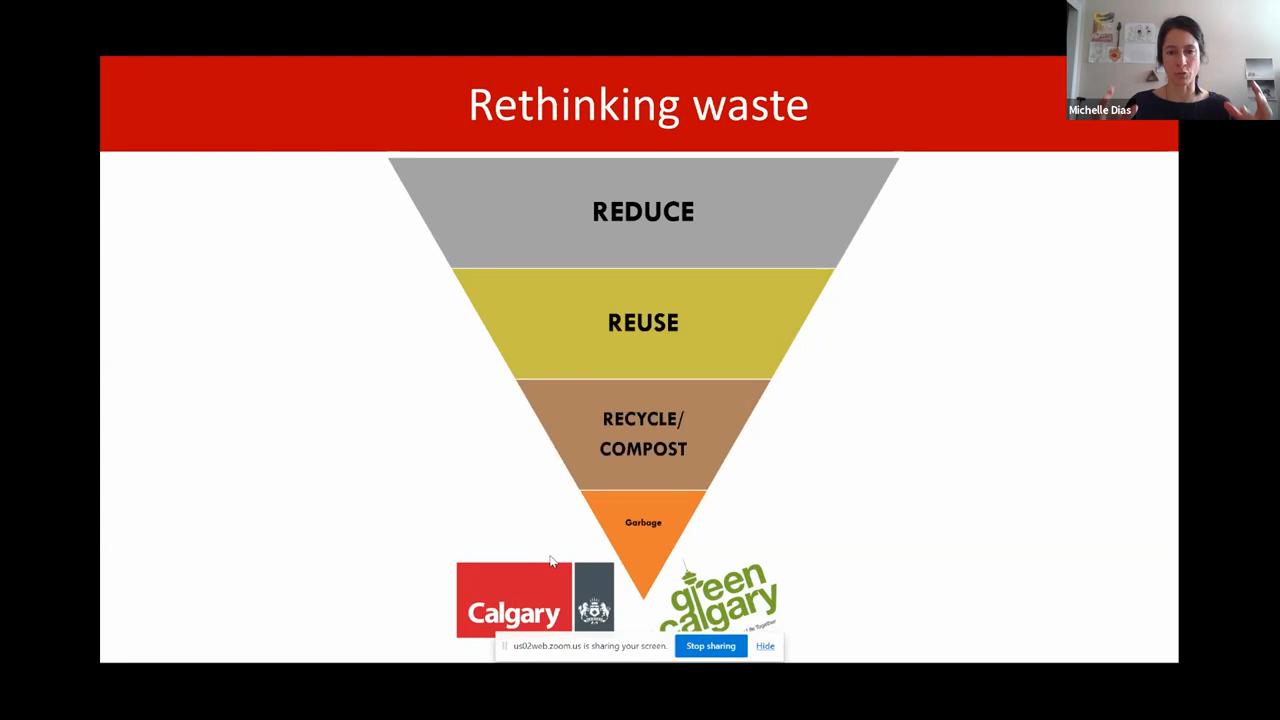 Rethinking waste
Michelle Dias
REDUCE
REUSE
RECYCLE/
COMPOST
Garbage
Calgary
green
calgary
us02web.zoom.us is sharing your screen.
Stop sharing
Hide